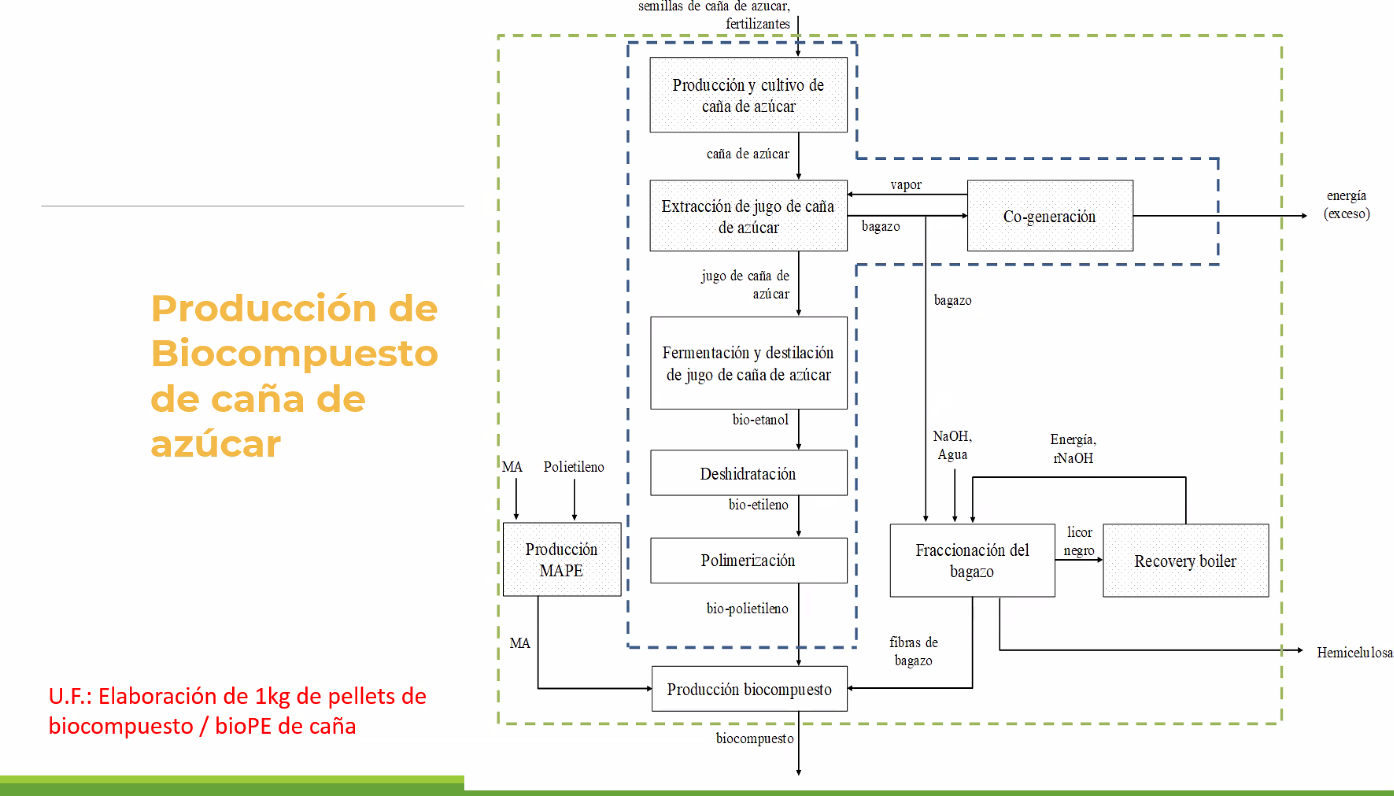 Producción de
Biocompuesto
de caña de
azúcar
U.F.: Elaboración de 1kg de pellets de
biocompuesto / bioPE de caña
semillas de caña de azucar,
fertilizantes
Producción y cultivo de
caña de azúcar
caña de azúcar
Extracción de jugo de caña
de azúcar
vapor
bagazo
Co-generación
energía
(exceso)
jugo de caña de
azúcar
bagazo
Fermentación y destilación
de jugo de caña de azúcar
bio-etanol
NaOH,
Agua
Energía,
rNaOH
MA
Polietileno
Deshidratación
bio-etileno
Producción
MAPE
Polimerización
Fraccionación del
bagazo
licor
negro
Recovery boiler
bio-polietileno
MA
fibras de
bagazo
Hemicelulosa
Producción biocompuesto
biocompuesto